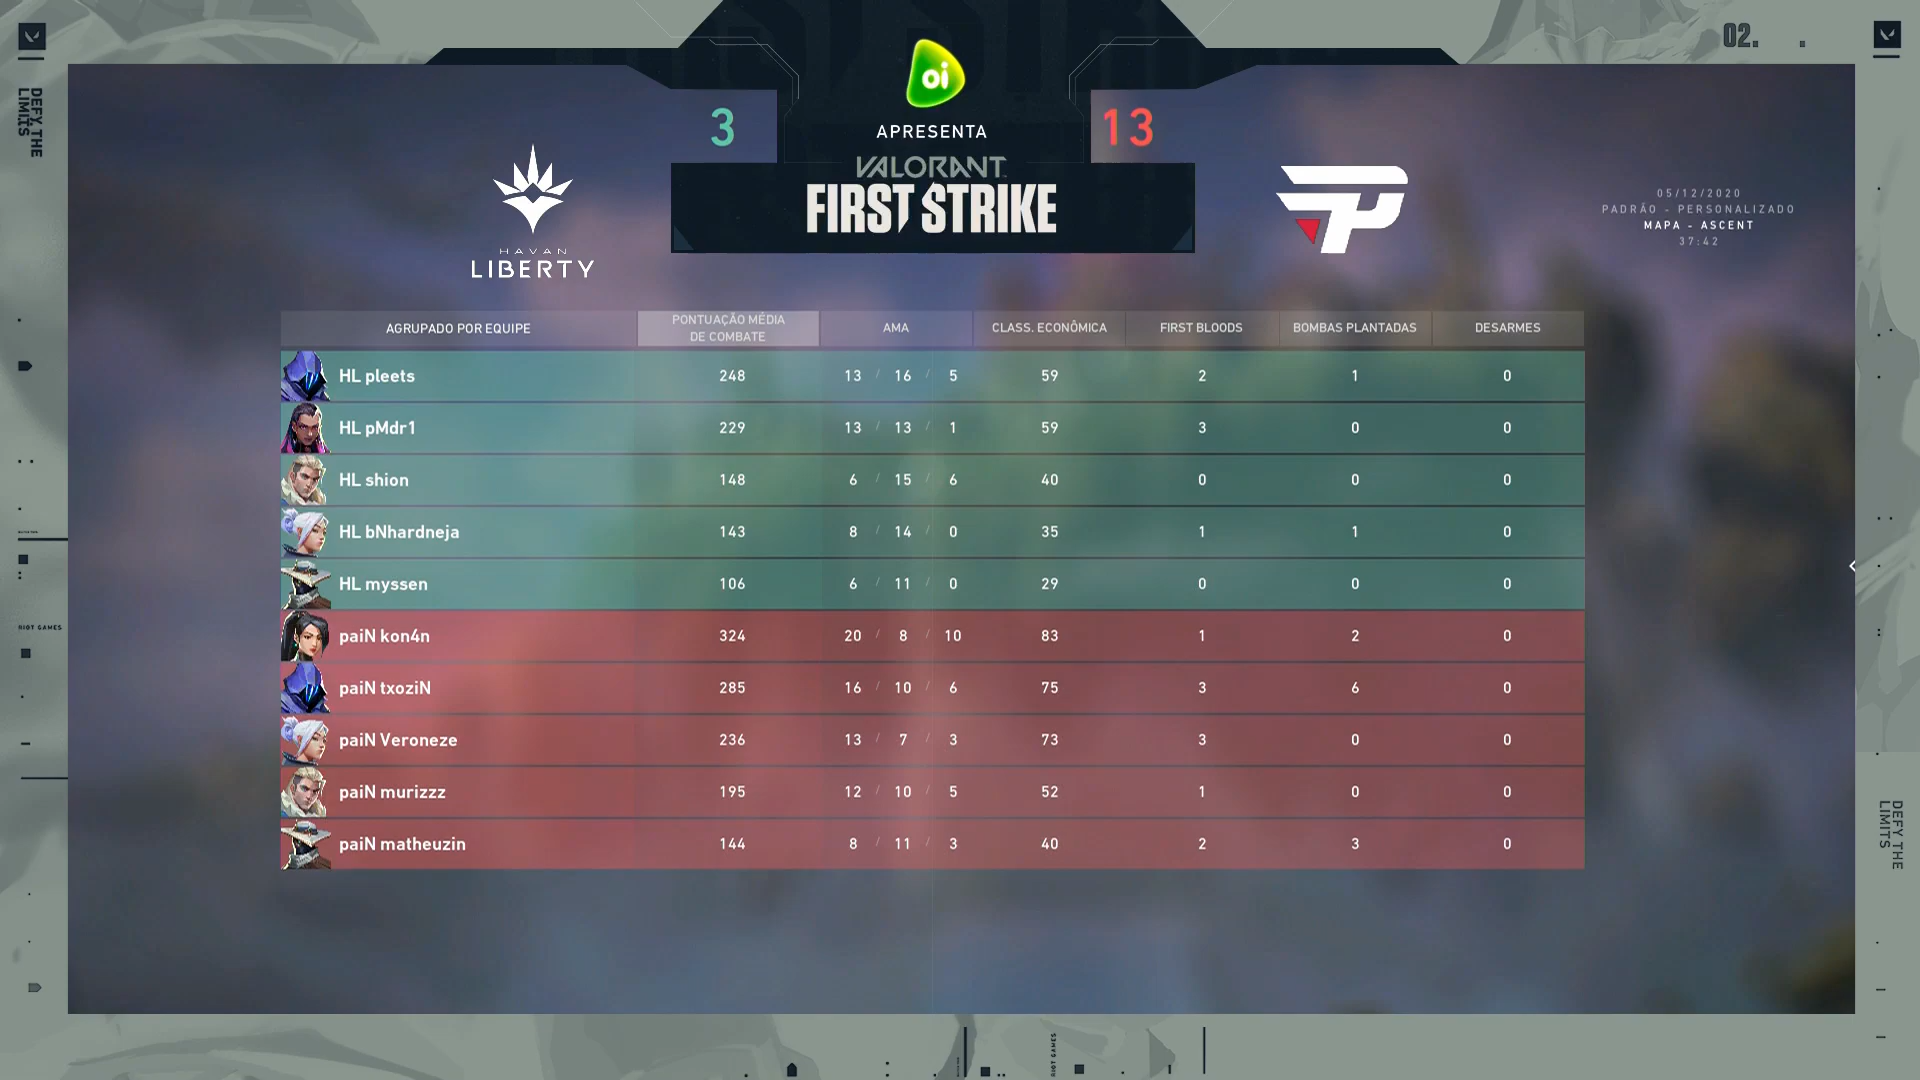 02.
DEFY THE
LIMITS
oi
APRESENTA
VALORANT
FIRST STRIKE
3
13
HAVAN
LIBERTY
05/12/2020
PADRÃO - PERSONALIZADO
MAPA - ASCENT
37:42
AGRUPADO POR EQUIPE PONTUAÇÃO MÉDIA DE COMBATE AMA CLASS. ECONÔMICA FIRST BLOODS BOMBAS PLANTADAS DESARMES
HL pleets 248 13 / 16 / 5 59 2 1 0
HL pMdr1 229 13 / 13 / 1 59 3 0 0
HL shion 148 6 / 15 / 6 40 0 0 0
HL bNhardneja 143 8 / 14 / 0 35 1 1 0
HL myssen 106 6 / 11 / 0 29 0 0 0
paiN kon4n 324 20 / 8 / 10 83 1 2 0
paiN txoziN 285 16 / 10 / 6 75 3 6 0
paiN Veroneze 236 13 / 7 / 3 73 3 0 0
paiN murizzz 195 12 / 10 / 5 52 1 0 0
paiN matheuzin 144 8 / 11 / 3 40 2 3 0
RIOT GAMES
DEFY THE
LIMITS
RIOT GAMES